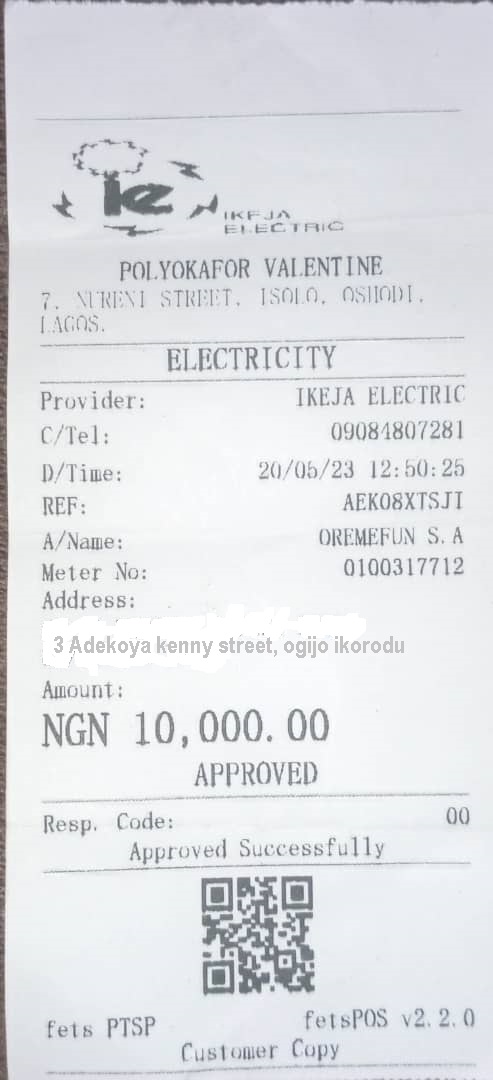 ie
IKEJA
ELECTRIC
POLYOKAFOR VALENTINE
7, NURENI STREET, ISOLO, OSHODI,
LAGOS.
ELECTRICITY
Provider: IKEJA ELECTRIC
C/Tel: 09084807281
D/Time: 20/05/23 12:50:25
REF: AEK08XTSJI
A/Name: OREMEFUN S.A
Meter No: 0100317712
Address:
3 Adekoya kenny street, ogijo ikorodu
Amount:
NGN 10,000.00
APPROVED
Resp. Code: 00
Approved Successfully
fets PTSP fetsPOS v2.2.0
Customer Copy